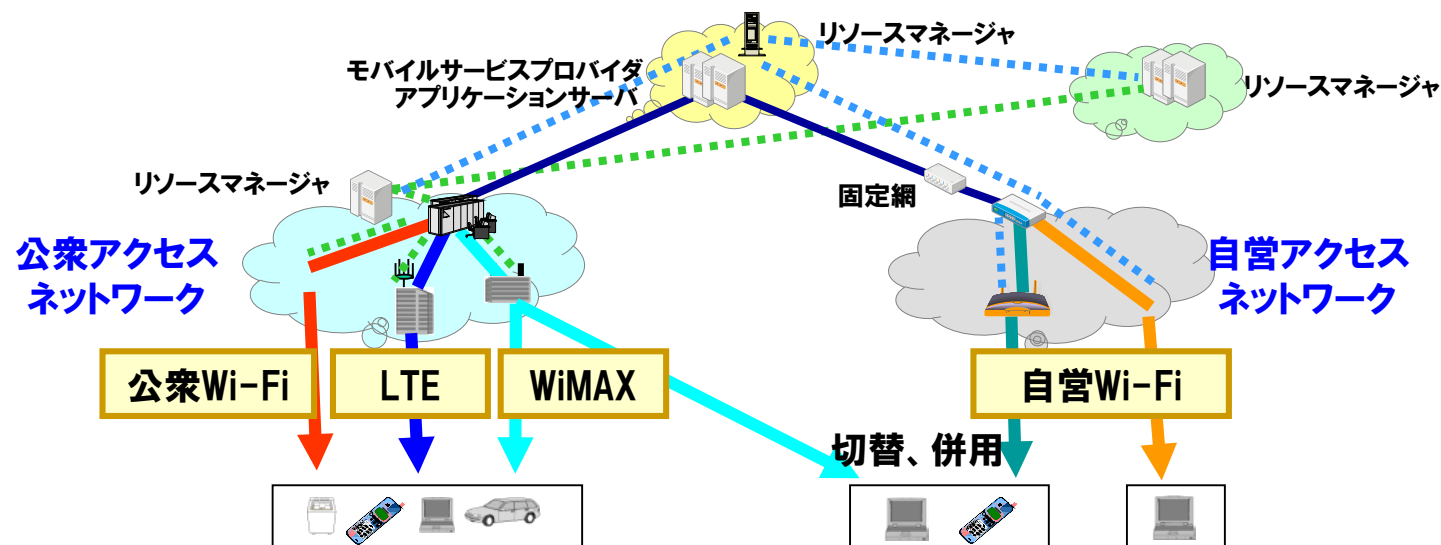 リソースマネージャ
モバイルサービスプロバイダ
アプリケーションサーバ
リソースマネージャ
リソースマネージャ
固定網
公衆アクセス
ネットワーク
自営アクセス
ネットワーク
公衆Wi-Fi
LTE
WiMAX
自営Wi-Fi
切替、併用